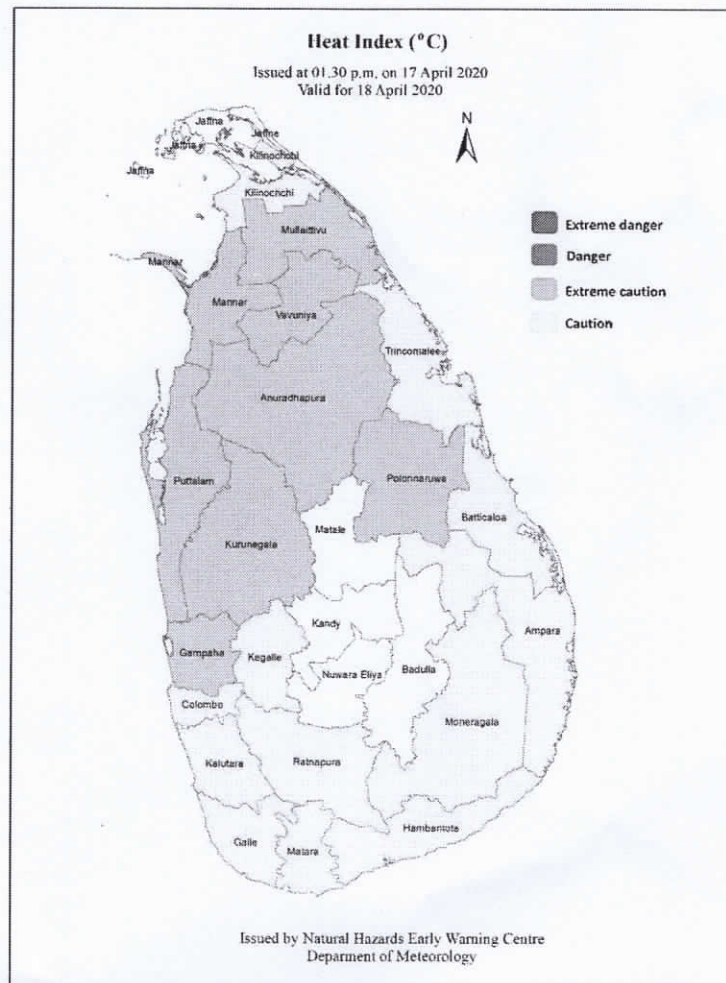 Heat Index (°C)
Issued at 01.30 p.m, on 17 April 2020
Valid for 18 April 2020
N
Jaffna
Jaffna
Jaffna
Jaffna
Kilinochchi
Kilinochchi
Mullaittivu
Mannar
Mannar
Vavuniya
Trincomalee
Anuradhapura
Puttalam
Polonnaruwa
Batticaloa
Matale
Kurunegala
Kandy
Ampara
Gampaha
Kegalle
Nuwara Eliya
Badulla
Colombo
Moneragala
Kalutara
Ratnapura
Hambantota
Galle
Matara
Extreme danger
Danger
Extreme caution
Caution
Issued by Natural Hazards Early Warning Centre
Deparment of Meteorology